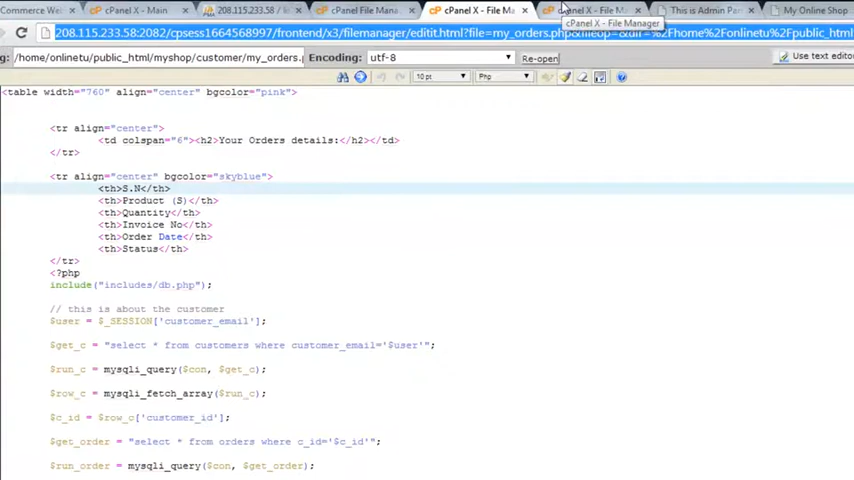 Commerce Web
cPanel X - Main
208.115.233.58 /
cPanel File Mana
cPanel X - File Ma
cPanel X - File Ma
This is Admin Pan
My Online Shop
cPanel X - File Manager
208.115.233.58:2082/cpsess1664568997/frontend/x3/filemanager/editit.html?file=my_orders.php&fileop=&dir=%2Fhome%2Fonlinetu%2Fpublic_html
g: /home/onlinetu/public_html/myshop/customer/my_orders.p Encoding: utf-8 Re-open Use text editor
10 pt Php
<table width="760" align="center" bgcolor="pink">
<tr align="center">
<td colspan="6"><h2>Your Orders details:</h2></td>
</tr>
<tr align="center" bgcolor="skyblue">
<th>S.N</th>
<th>Product (S)</th>
<th>Quantity</th>
<th>Invoice No</th>
<th>Order Date</th>
<th>Status</th>
</tr>
<?php
include("includes/db.php");
// this is about the customer
$user = $_SESSION['customer_email'];
$get_c = "select * from customers where customer_email='$user'";
$run_c = mysqli_query($con, $get_c);
$row_c = mysqli_fetch_array($run_c);
$c_id = $row_c['customer_id'];
$get_order = "select * from orders where c_id='$c_id'";
$run_order = mysqli_query($con, $get_order);